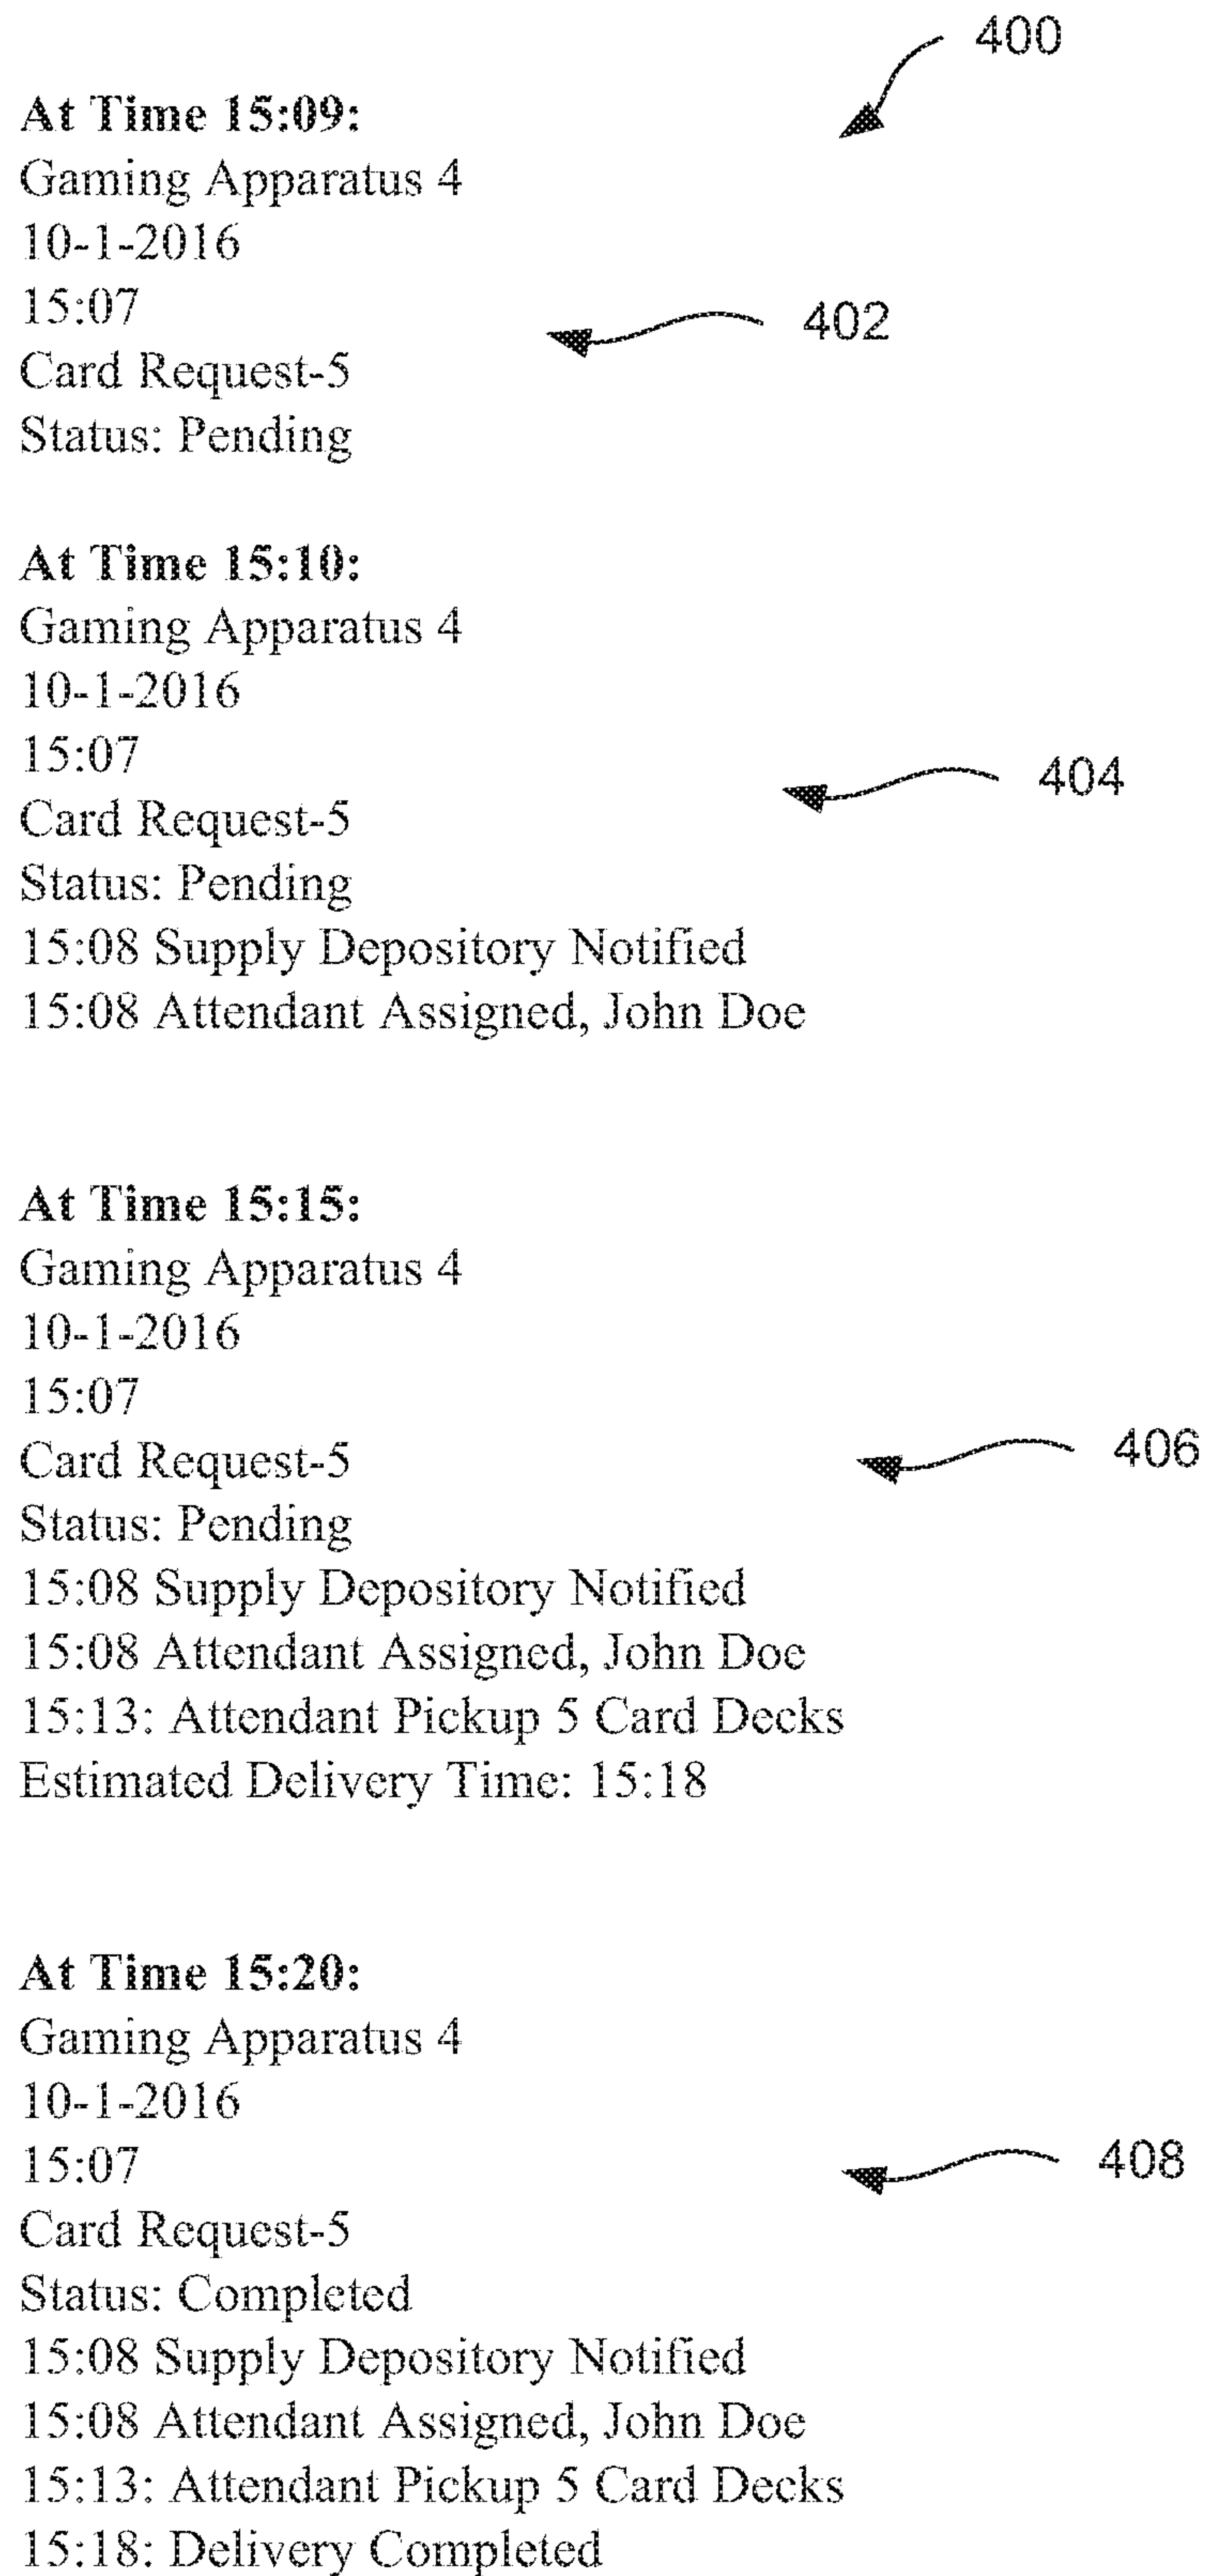 400
At Time 15:09:
Gaming Apparatus 4
10-1-2016
15:07
402
Card Request-5
Status: Pending
At Time 15:10:
Gaming Apparatus 4
10-1-2016
15:07
404
Card Request-5
Status: Pending
15:08 Supply Depository Notified
15:08 Attendant Assigned, John Doe
At Time 15:15:
Gaming Apparatus 4
10-1-2016
15:07
406
Card Request-5
Status: Pending
15:08 Supply Depository Notified
15:08 Attendant Assigned, John Doe
15:13: Attendant Pickup 5 Card Decks
Estimated Delivery Time: 15:18
At Time 15:20:
Gaming Apparatus 4
10-1-2016
15:07
408
Card Request-5
Status: Completed
15:08 Supply Depository Notified
15:08 Attendant Assigned, John Doe
15:13: Attendant Pickup 5 Card Decks
15:18: Delivery Completed